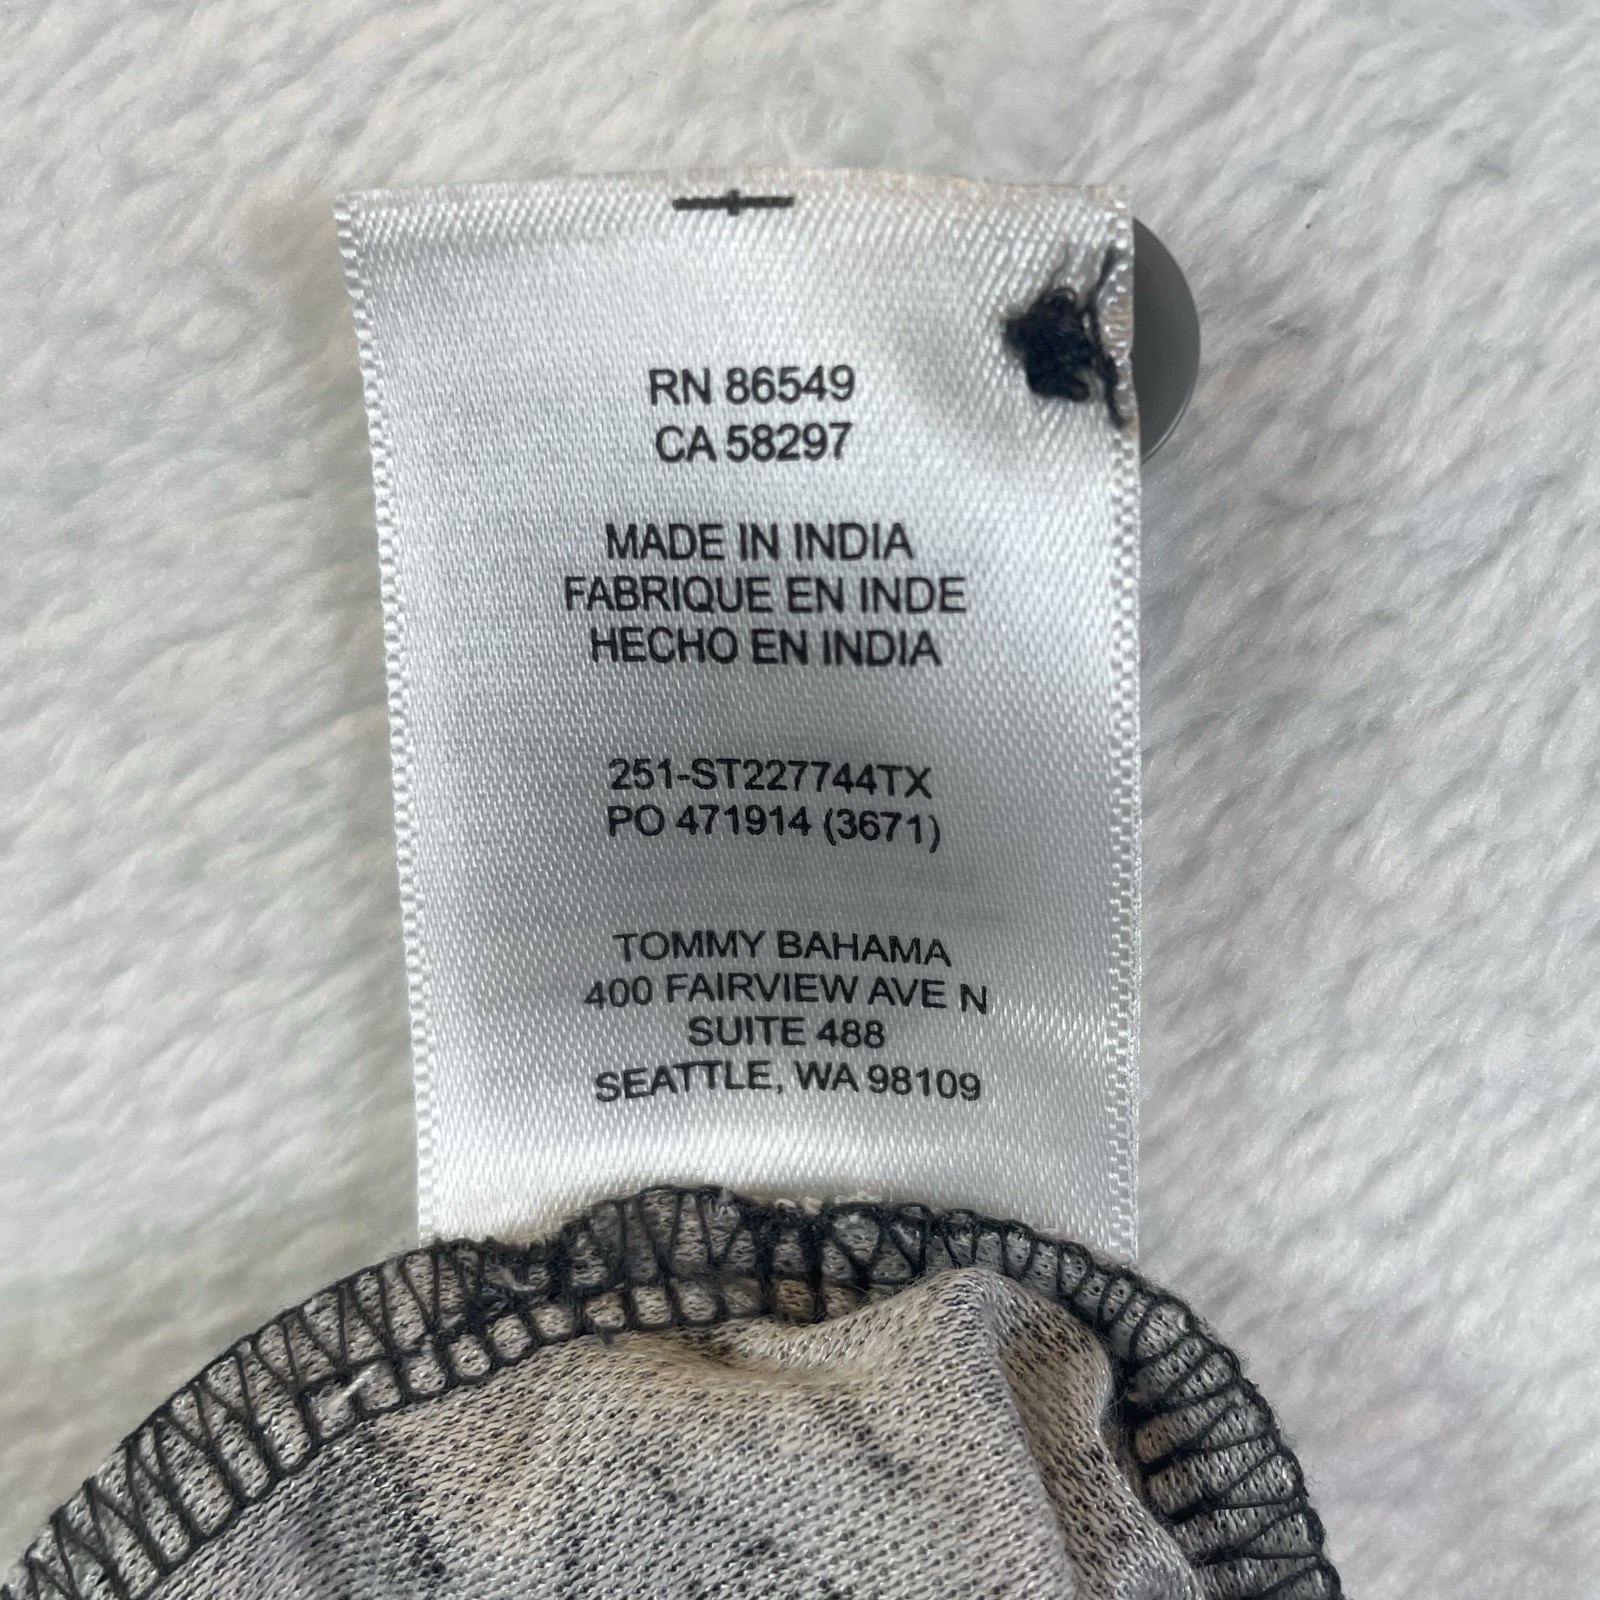 RN 86549
CA 58297
MADE IN INDIA
FABRIQUE EN INDE
HECHO EN INDIA
251-ST227744TX
PO 471914 (3671)
TOMMY BAHAMA
400 FAIRVIEW AVE N
SUITE 488
SEATTLE, WA 98109